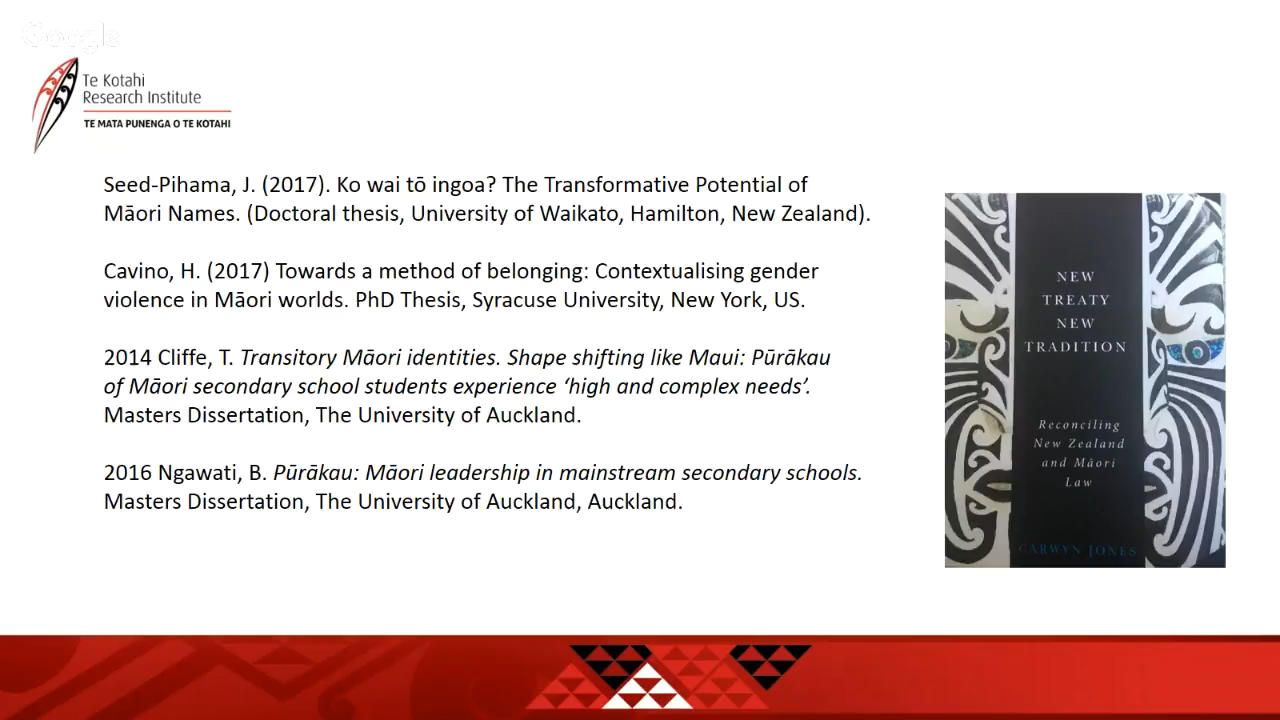 Google
Te Kotahi
Research Institute
TE MATA PUNENGA O TE KOTAHI
Seed-Pihama, J. (2017). Ko wai tō ingoa? The Transformative Potential of
Māori Names. (Doctoral thesis, University of Waikato, Hamilton, New Zealand).
Cavino, H. (2017) Towards a method of belonging: Contextualising gender
violence in Māori worlds. PhD Thesis, Syracuse University, New York, US.
2014 Cliffe, T. Transitory Māori identities. Shape shifting like Maui: Pūrākau
of Māori secondary school students experience ‘high and complex needs’.
Masters Dissertation, The University of Auckland.
2016 Ngawati, B. Pūrākau: Māori leadership in mainstream secondary schools.
Masters Dissertation, The University of Auckland, Auckland.
NEW
TREATY
NEW
TRADITION
Reconciling
New Zealand
and Māori
Law
CARWYN JONES